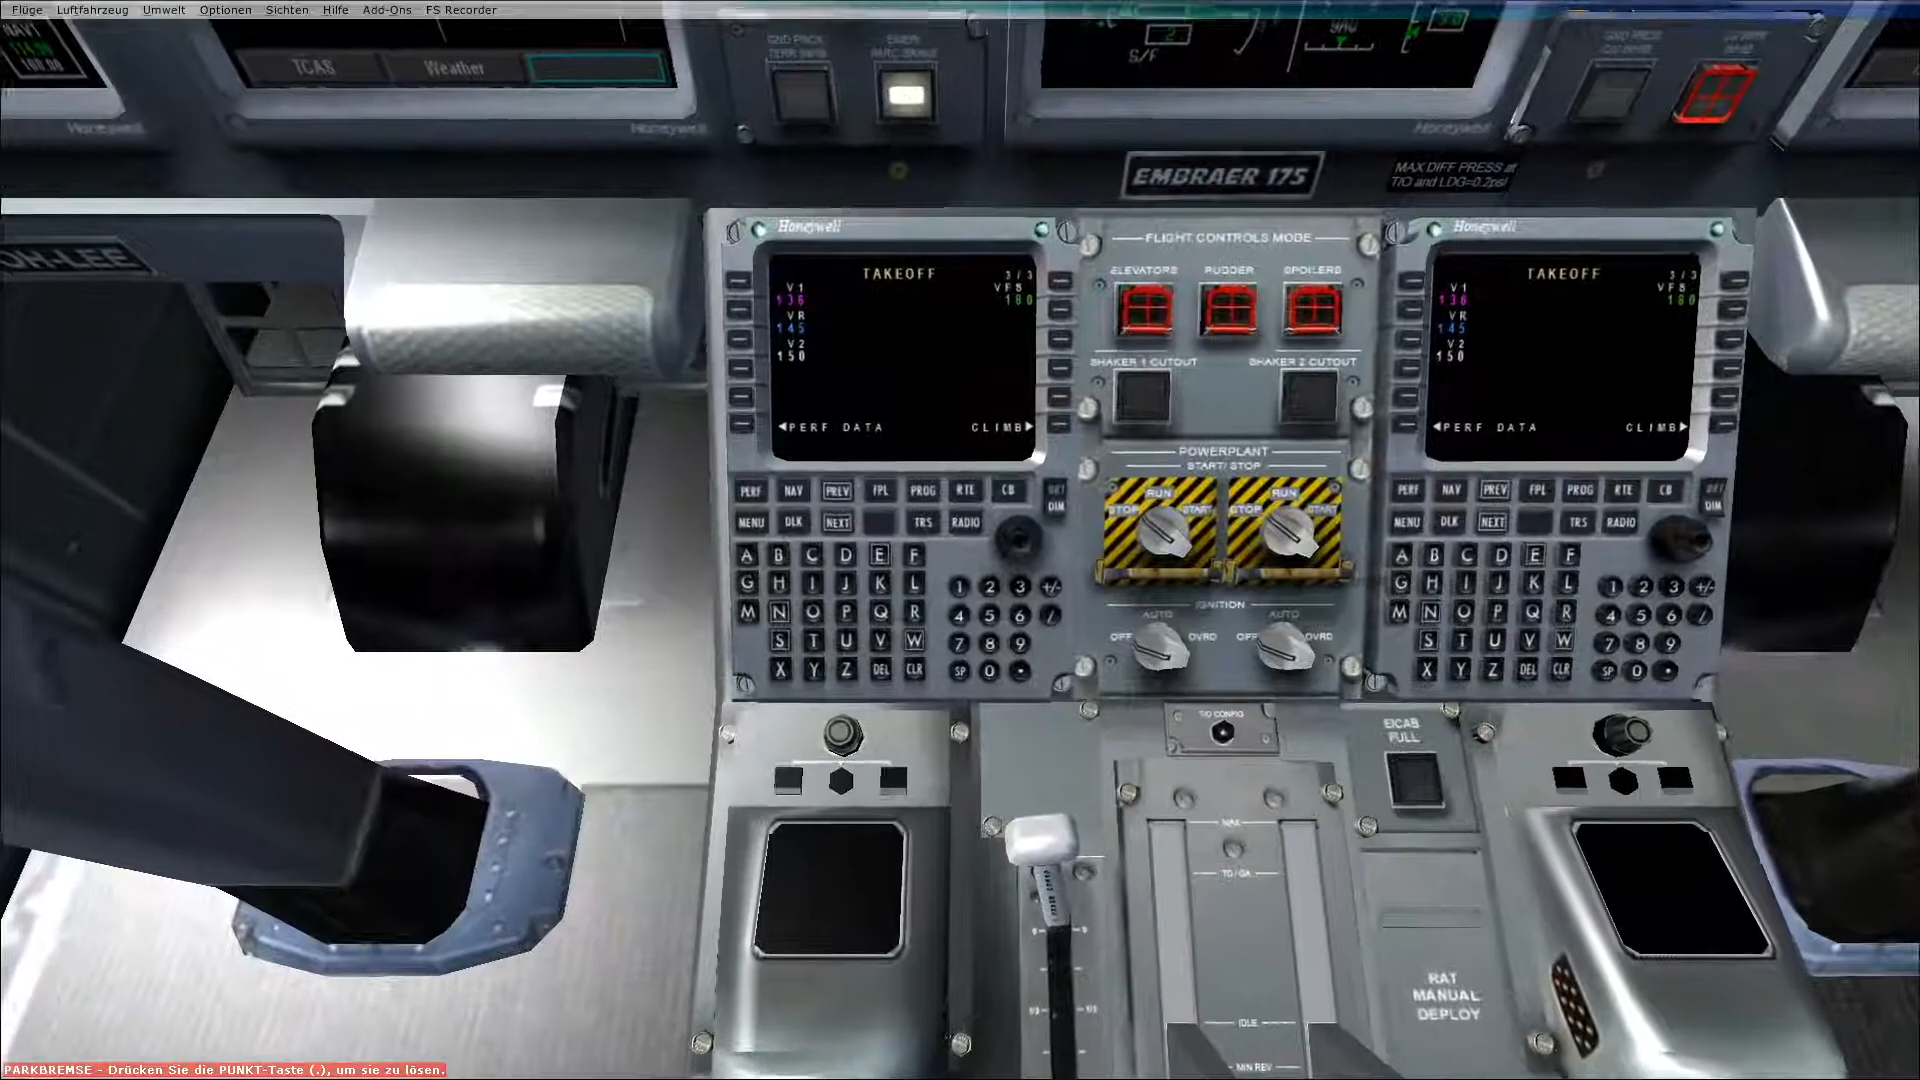 Flüge Luftfahrzeug Umwelt Optionen Sichten Hilfe Add-Ons FS Recorder
NAV1
TCAS Weather
S/F
Honeywell Honeywell Honeywell
EMBRAER 175
MAX DIFF PRESS at
T/O and LDG=0.2psi
OH-LEE
Honeywell
TAKEOFF 3/3
V1 VFS
136 180
VR
145
V2
150
◀PERF DATA CLIMB▶
PERF NAV PREV FPL PROG RTE CB
DIM
MENU DLK NEXT TRS RADIO
A B C D E F
G H I J K L
M N O P Q R
S T U V W
X Y Z DEL CLR
1 2 3 +/-
4 5 6 /
7 8 9
SP 0 •
FLIGHT CONTROLS MODE
ELEVATORS RUDDER SPOILERS
SHAKER 1 CUTOUT SHAKER 2 CUTOUT
POWERPLANT
START/STOP
RUN RUN
STOP START STOP START
IGNITION
AUTO AUTO
OFF OVRD OFF OVRD
Honeywell
TAKEOFF 3/3
V1 VFS
136 180
VR
145
V2
150
◀PERF DATA CLIMB▶
PERF NAV PREV FPL PROG RTE CB
DIM
MENU DLK NEXT TRS RADIO
A B C D E F
G H I J K L
M N O P Q R
S T U V W
X Y Z DEL CLR
1 2 3 +/-
4 5 6 /
7 8 9
SP 0 •
T/O CONFIG
EICAS
FULL
MAX
TO/GA
IDLE
MIN REV
RAT
MANUAL
DEPLOY
PARKBREMSE - Drücken Sie die PUNKT-Taste (.), um sie zu lösen.